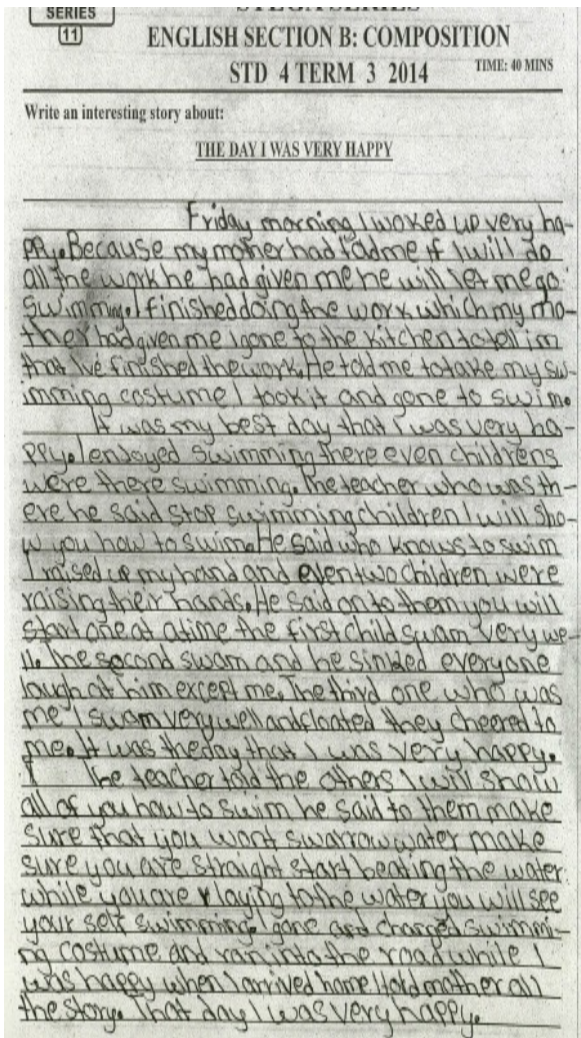 SERIES
11
ENGLISH SECTION B: COMPOSITION
STD 4 TERM 3 2014 TIME: 40 MINS
Write an interesting story about:
THE DAY I WAS VERY HAPPY
Friday morning I woked up very ha-
ppy. Because my mother had told me if I will do
all the work he had given me he will let me go
swimming. I finished doing the work which my mo-
ther had given me I gone to the kitchen to tell im
that I've finished the work. He told me to take my sw-
imming costume I took it and gone to swim.
It was my best day that I was very ha-
ppy. I enjoyed swimming there even childrens
were there swimming. The teacher who was th-
ere he said stop swimming children I will sho-
w you how to swim. He said who knows to swim
I raised up my hand and even two children were
raising their hands. He said on to them you will
start one at a time the first child swam very we-
ll. The second swam and he sinked everyone
laugh at him except me. The third one who was
me I swam very well and floated they cheered to
me. It was the day that I was very happy.
The teacher told the others I will show
all of you how to swim he said to them make
sure that you wont swarrow water make
sure you are straight start beating the water
while you are laying to the water you will see
your self swimming. I gone and changed swimmi-
ng costume and ran into the road while I
was happy when I arrived home I told mother all
the story. That day I was very happy.